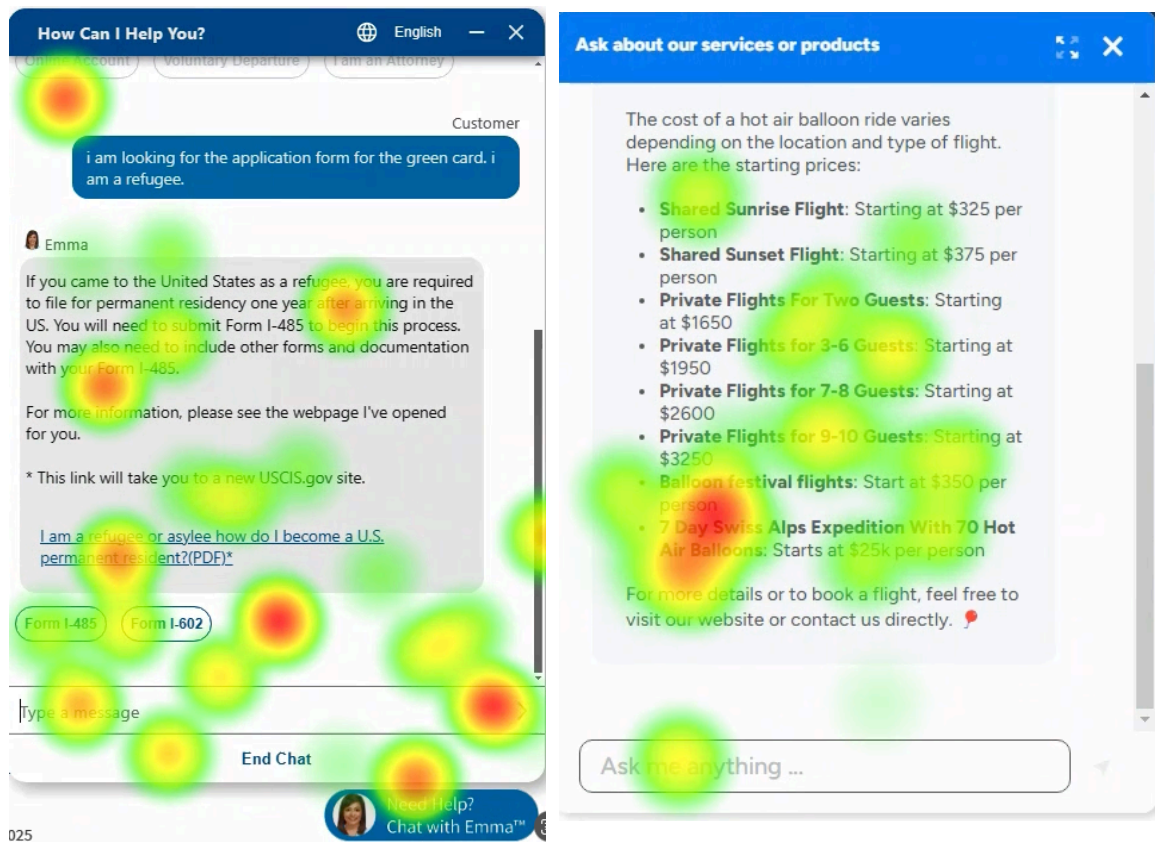 How Can I Help You?
English
Online Account
Voluntary Departure
I am an Attorney
Customer
i am looking for the application form for the green card. i
am a refugee.
Emma
If you came to the United States as a refugee, you are required
to file for permanent residency one year after arriving in the
US. You will need to submit Form I-485 to begin this process.
You may also need to include other forms and documentation
with your Form I-485.
For more information, please see the webpage I've opened
for you.
* This link will take you to a new USCIS.gov site.
I am a refugee or asylee how do I become a U.S.
permanent resident?(PDF)*
Form I-485
Form I-602
Type a message
End Chat
Need Help?
Chat with Emma™
025
Ask about our services or products
The cost of a hot air balloon ride varies
depending on the location and type of flight.
Here are the starting prices:
• Shared Sunrise Flight: Starting at $325 per
person
• Shared Sunset Flight: Starting at $375 per
person
• Private Flights For Two Guests: Starting
at $1650
• Private Flights for 3-6 Guests: Starting at
$1950
• Private Flights for 7-8 Guests: Starting at
$2600
• Private Flights for 9-10 Guests: Starting at
$3250
• Balloon festival flights: Start at $350 per
person
• 7 Day Swiss Alps Expedition With 70 Hot
Air Balloons: Starts at $25k per person
For more details or to book a flight, feel free to
visit our website or contact us directly.
Ask me anything ...